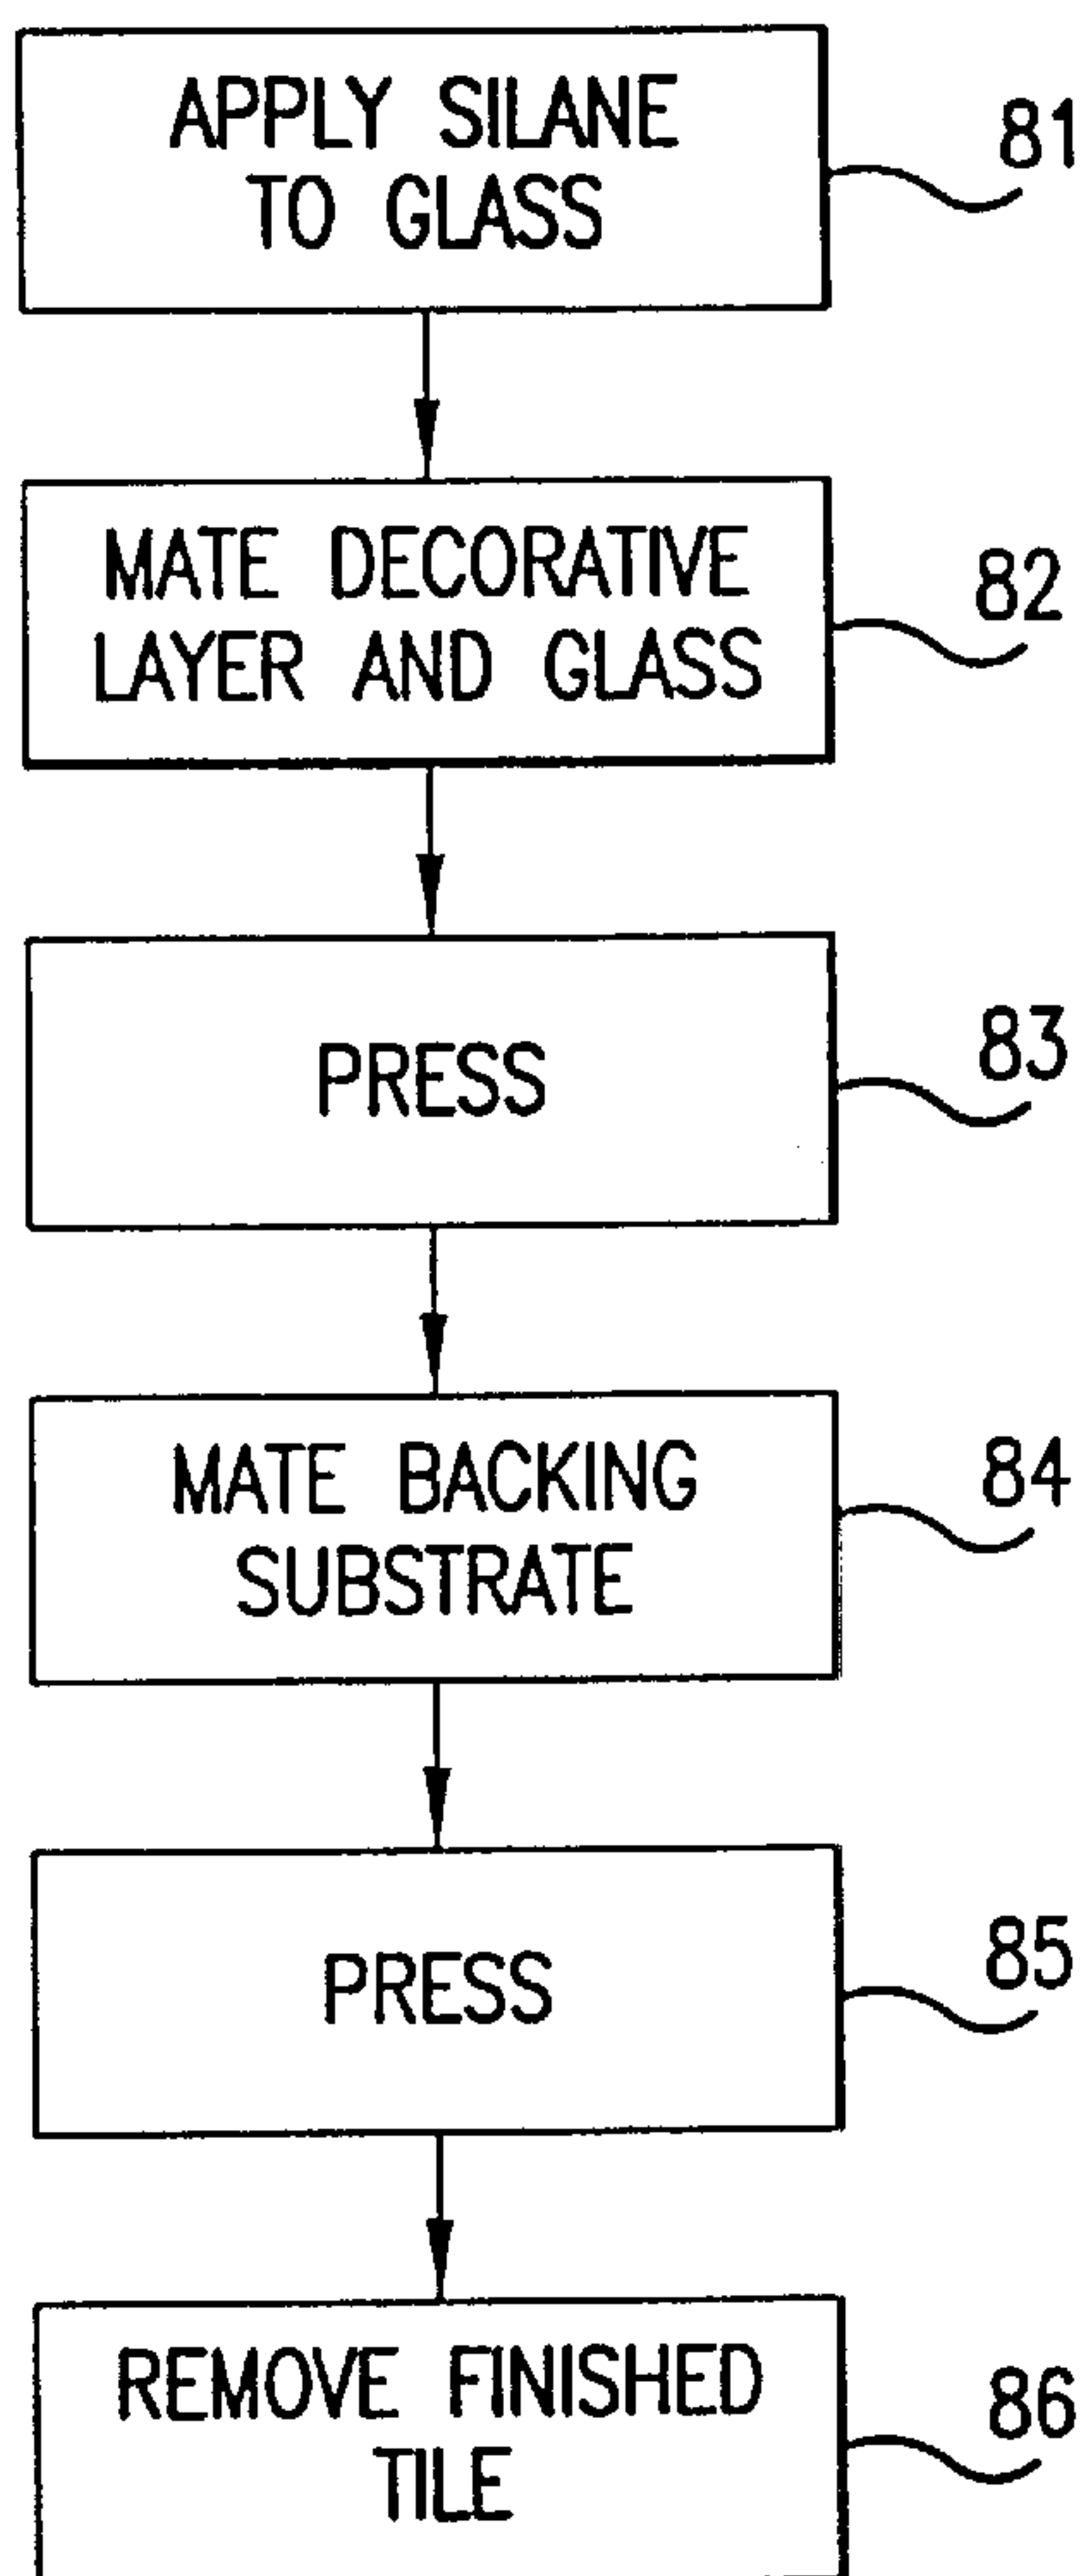 APPLY SILANE
TO GLASS
81
MATE DECORATIVE
LAYER AND GLASS
82
PRESS
83
MATE BACKING
SUBSTRATE
84
PRESS
85
REMOVE FINISHED
TILE
86